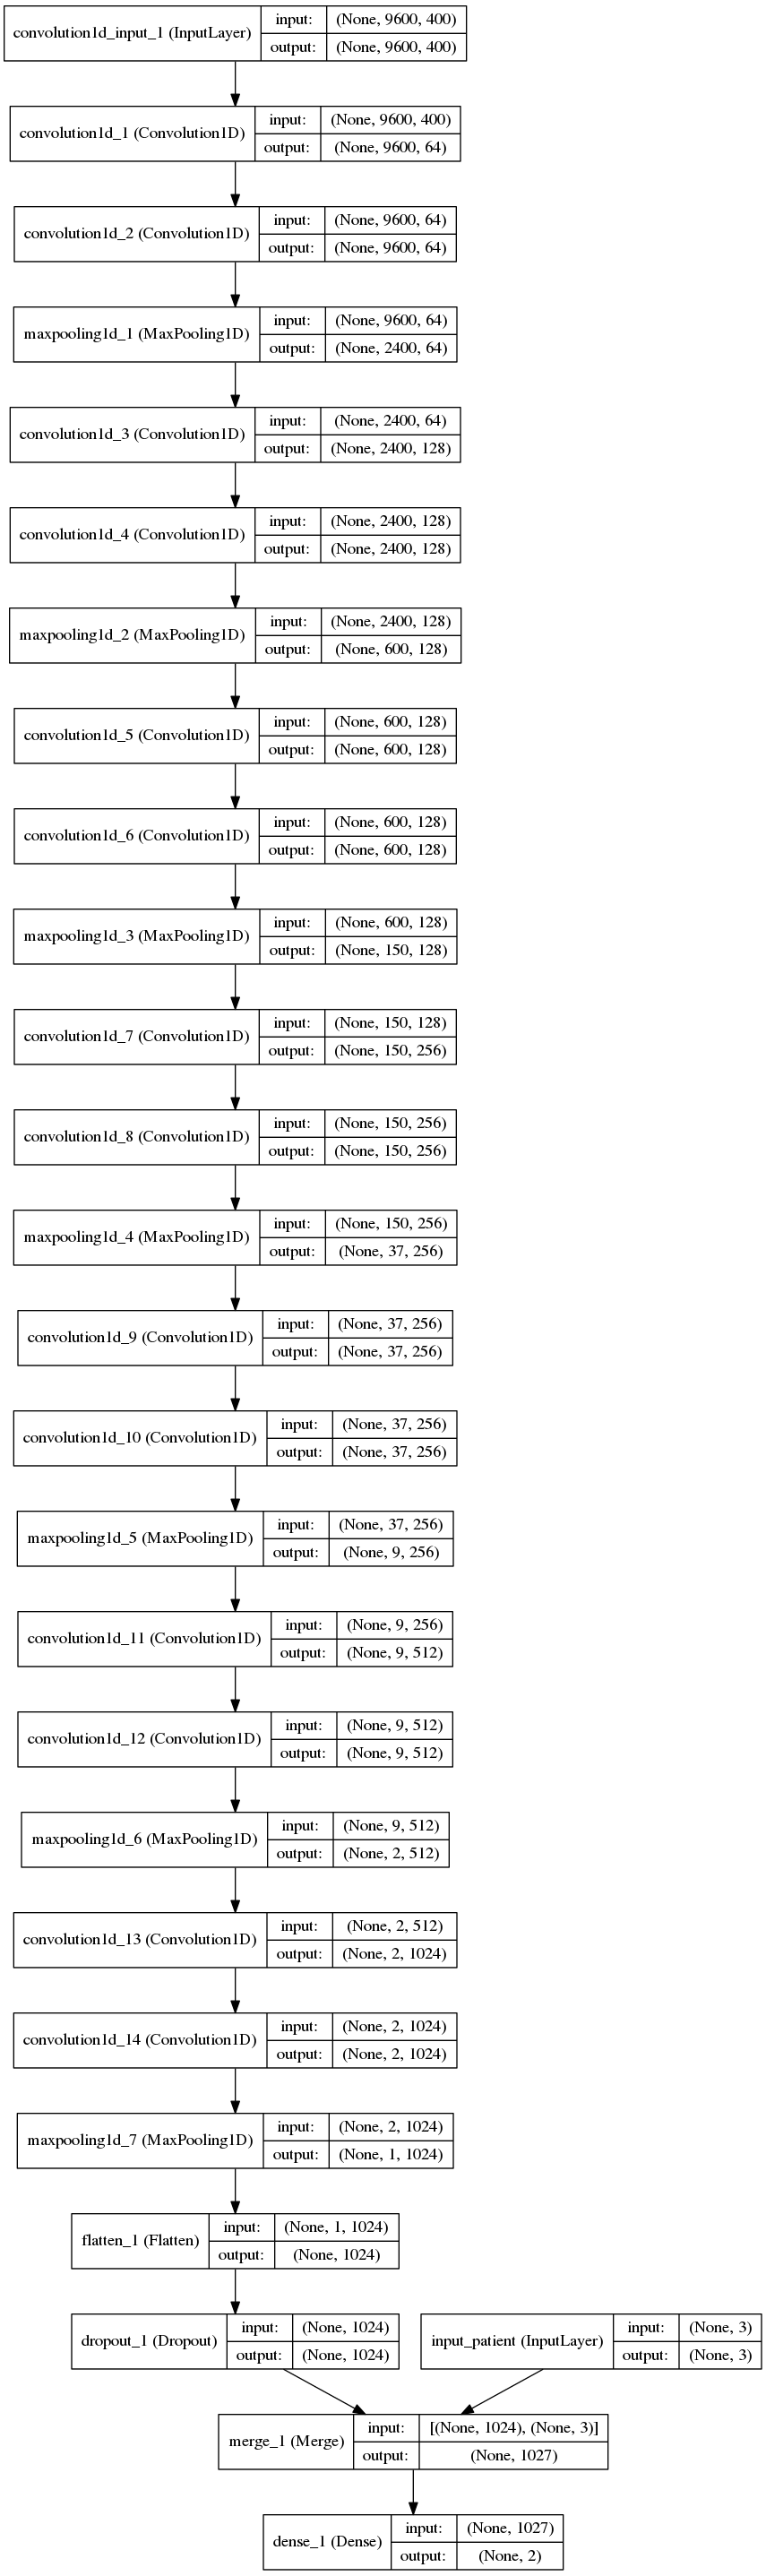 convolution1d_input_1 (InputLayer)
input: (None, 9600, 400)
output: (None, 9600, 400)
convolution1d_1 (Convolution1D)
input: (None, 9600, 400)
output: (None, 9600, 64)
convolution1d_2 (Convolution1D)
input: (None, 9600, 64)
output: (None, 9600, 64)
maxpooling1d_1 (MaxPooling1D)
input: (None, 9600, 64)
output: (None, 2400, 64)
convolution1d_3 (Convolution1D)
input: (None, 2400, 64)
output: (None, 2400, 128)
convolution1d_4 (Convolution1D)
input: (None, 2400, 128)
output: (None, 2400, 128)
maxpooling1d_2 (MaxPooling1D)
input: (None, 2400, 128)
output: (None, 600, 128)
convolution1d_5 (Convolution1D)
input: (None, 600, 128)
output: (None, 600, 128)
convolution1d_6 (Convolution1D)
input: (None, 600, 128)
output: (None, 600, 128)
maxpooling1d_3 (MaxPooling1D)
input: (None, 600, 128)
output: (None, 150, 128)
convolution1d_7 (Convolution1D)
input: (None, 150, 128)
output: (None, 150, 256)
convolution1d_8 (Convolution1D)
input: (None, 150, 256)
output: (None, 150, 256)
maxpooling1d_4 (MaxPooling1D)
input: (None, 150, 256)
output: (None, 37, 256)
convolution1d_9 (Convolution1D)
input: (None, 37, 256)
output: (None, 37, 256)
convolution1d_10 (Convolution1D)
input: (None, 37, 256)
output: (None, 37, 256)
maxpooling1d_5 (MaxPooling1D)
input: (None, 37, 256)
output: (None, 9, 256)
convolution1d_11 (Convolution1D)
input: (None, 9, 256)
output: (None, 9, 512)
convolution1d_12 (Convolution1D)
input: (None, 9, 512)
output: (None, 9, 512)
maxpooling1d_6 (MaxPooling1D)
input: (None, 9, 512)
output: (None, 2, 512)
convolution1d_13 (Convolution1D)
input: (None, 2, 512)
output: (None, 2, 1024)
convolution1d_14 (Convolution1D)
input: (None, 2, 1024)
output: (None, 2, 1024)
maxpooling1d_7 (MaxPooling1D)
input: (None, 2, 1024)
output: (None, 1, 1024)
flatten_1 (Flatten)
input: (None, 1, 1024)
output: (None, 1024)
dropout_1 (Dropout)
input: (None, 1024)
output: (None, 1024)
input_patient (InputLayer)
input: (None, 3)
output: (None, 3)
merge_1 (Merge)
input: [(None, 1024), (None, 3)]
output: (None, 1027)
dense_1 (Dense)
input: (None, 1027)
output: (None, 2)